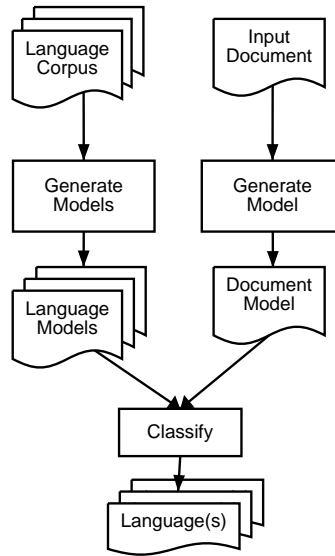 Language
Corpus
Input
Document
Generate
Models
Generate
Model
Language
Models
Document
Model
Classify
Language(s)